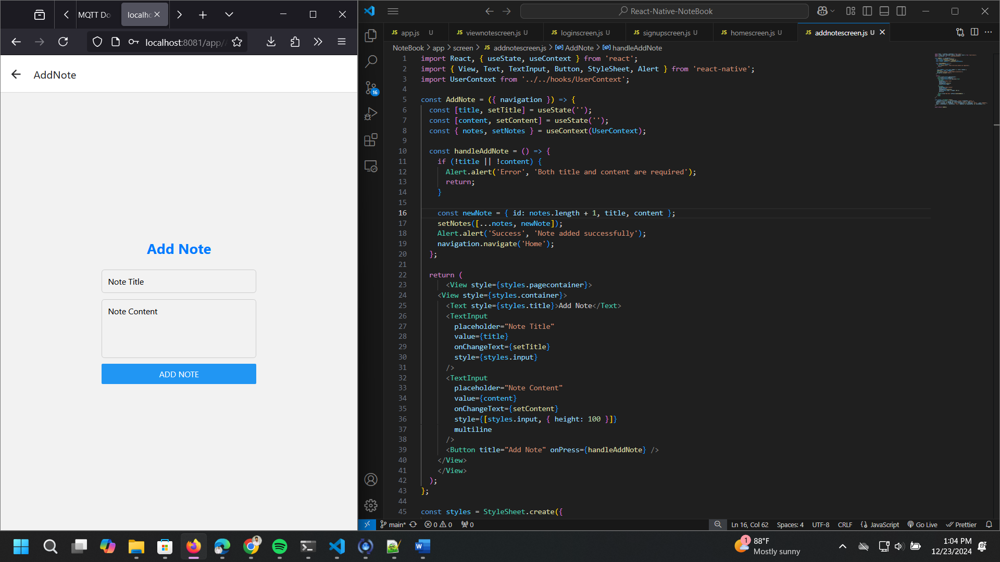 MQTT Do
localhc
localhost:8081/app/
AddNote
Add Note
Note Title
Note Content
ADD NOTE
React-Native-NoteBook
JS app.js U
JS viewnotescreen.js U
JS loginscreen.js U
JS signupscreen.js U
JS homescreen.js U
JS addnotescreen.js U
NoteBook > app > screen > JS addnotescreen.js > AddNote > handleAddNote
16
1 import React, { useState, useContext } from 'react';
2 import { View, Text, TextInput, Button, StyleSheet, Alert } from 'react-native';
3 import UserContext from '../../hooks/UserContext';
4
5 const AddNote = ({ navigation }) => {
6 const [title, setTitle] = useState('');
7 const [content, setContent] = useState('');
8 const { notes, setNotes } = useContext(UserContext);
9
10 const handleAddNote = () => {
11 if (!title || !content) {
12 Alert.alert('Error', 'Both title and content are required');
13 return;
14 }
15
16 const newNote = { id: notes.length + 1, title, content };
17 setNotes([...notes, newNote]);
18 Alert.alert('Success', 'Note added successfully');
19 navigation.navigate('Home');
20 };
21
22 return (
23 <View style={styles.pagecontainer}>
24 <View style={styles.container}>
25 <Text style={styles.title}>Add Note</Text>
26 <TextInput
27 placeholder="Note Title"
28 value={title}
29 onChangeText={setTitle}
30 style={styles.input}
31 />
32 <TextInput
33 placeholder="Note Content"
34 value={content}
35 onChangeText={setContent}
36 style={[styles.input, { height: 100 }]}
37 multiline
38 />
39 <Button title="Add Note" onPress={handleAddNote} />
40 </View>
41 </View>
42 );
43 };
44
45 const styles = StyleSheet.create({
main* 0 0 0
Ln 16, Col 62 Spaces: 4 UTF-8 CRLF {} JavaScript Go Live Prettier
1
88°F
Mostly sunny
1:04 PM
12/23/2024